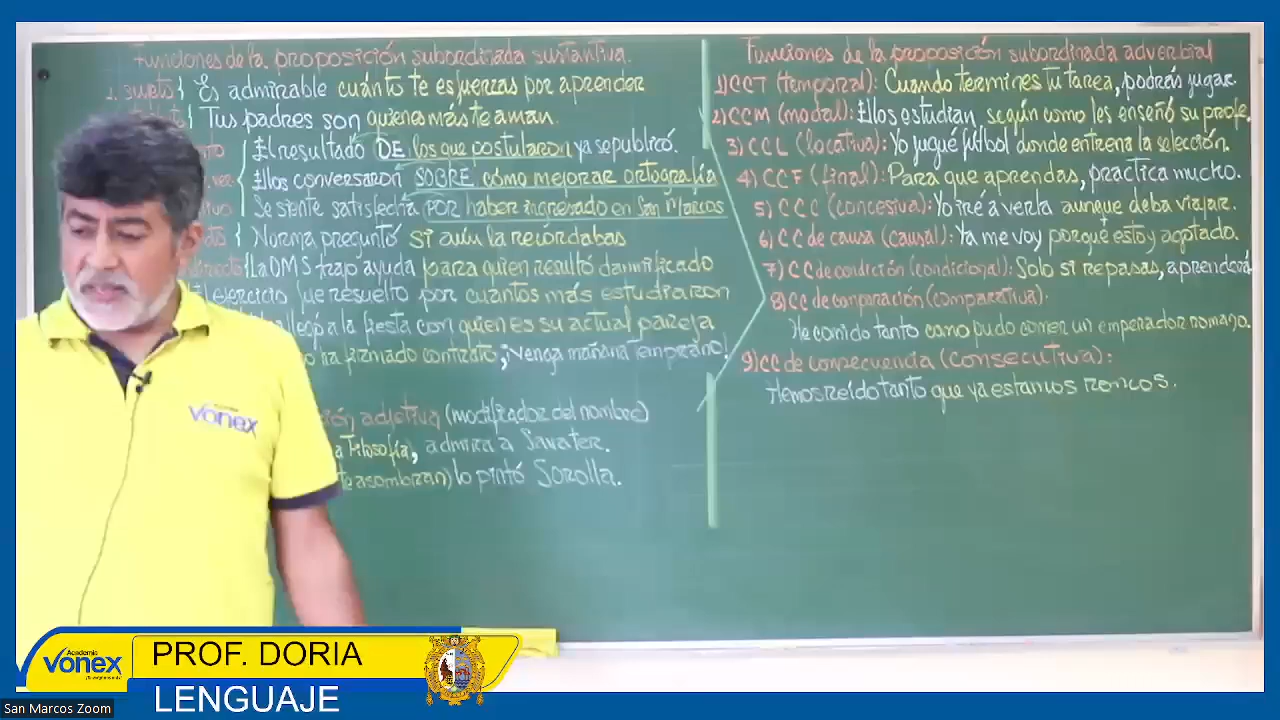 Funciones de la proposición subordinada sustantiva.
1. Sujeto { Es admirable cuánto te esfuerzas por aprender
{ Tus padres son quienes más te aman.
El resultado DE los que postularon ya se publicó.
Ellos conversaron SOBRE cómo mejorar ortografía
Se siente satisfecha POR haber ingresado en San Marcos
{ Norma preguntó si aún la recordabas
{ La DMS trajo ayuda para quien resultó damnificado
ejercicio fue resuelto por cuantos más estudiaron
llegó a la fiesta con quien es su actual pareja
ha firmado contrato, ¡venga mañana temprano!
adjetiva (modificador del nombre)
a Filosofía), admira a Savater.
te asombran) lo pintó Sorolla.
Funciones de la proposición subordinada adverbial
1) CCT (temporal): Cuando termines tu tarea, podrás jugar.
2) CCM (modal): Ellos estudian según como les enseñó su profe.
3) CCL (locativa): Yo jugué fútbol donde entrena la selección.
4) CCF (final): Para que aprendas, practica mucho.
5) CCC (concesiva): Yo iré a verla aunque deba viajar.
6) CC de causa (causal): Ya me voy porque estoy agotado.
7) CC de condición (condicional): Solo si repasas, aprenderá
8) CC de comparación (comparativa):
He comido tanto como pudo comer un emperador romano.
9) CC de consecuencia (consecutiva):
Hemos reído tanto que ya estamos roncos.
Vonex
Academia
Vonex
PROF. DORIA
LENGUAJE
San Marcos Zoom